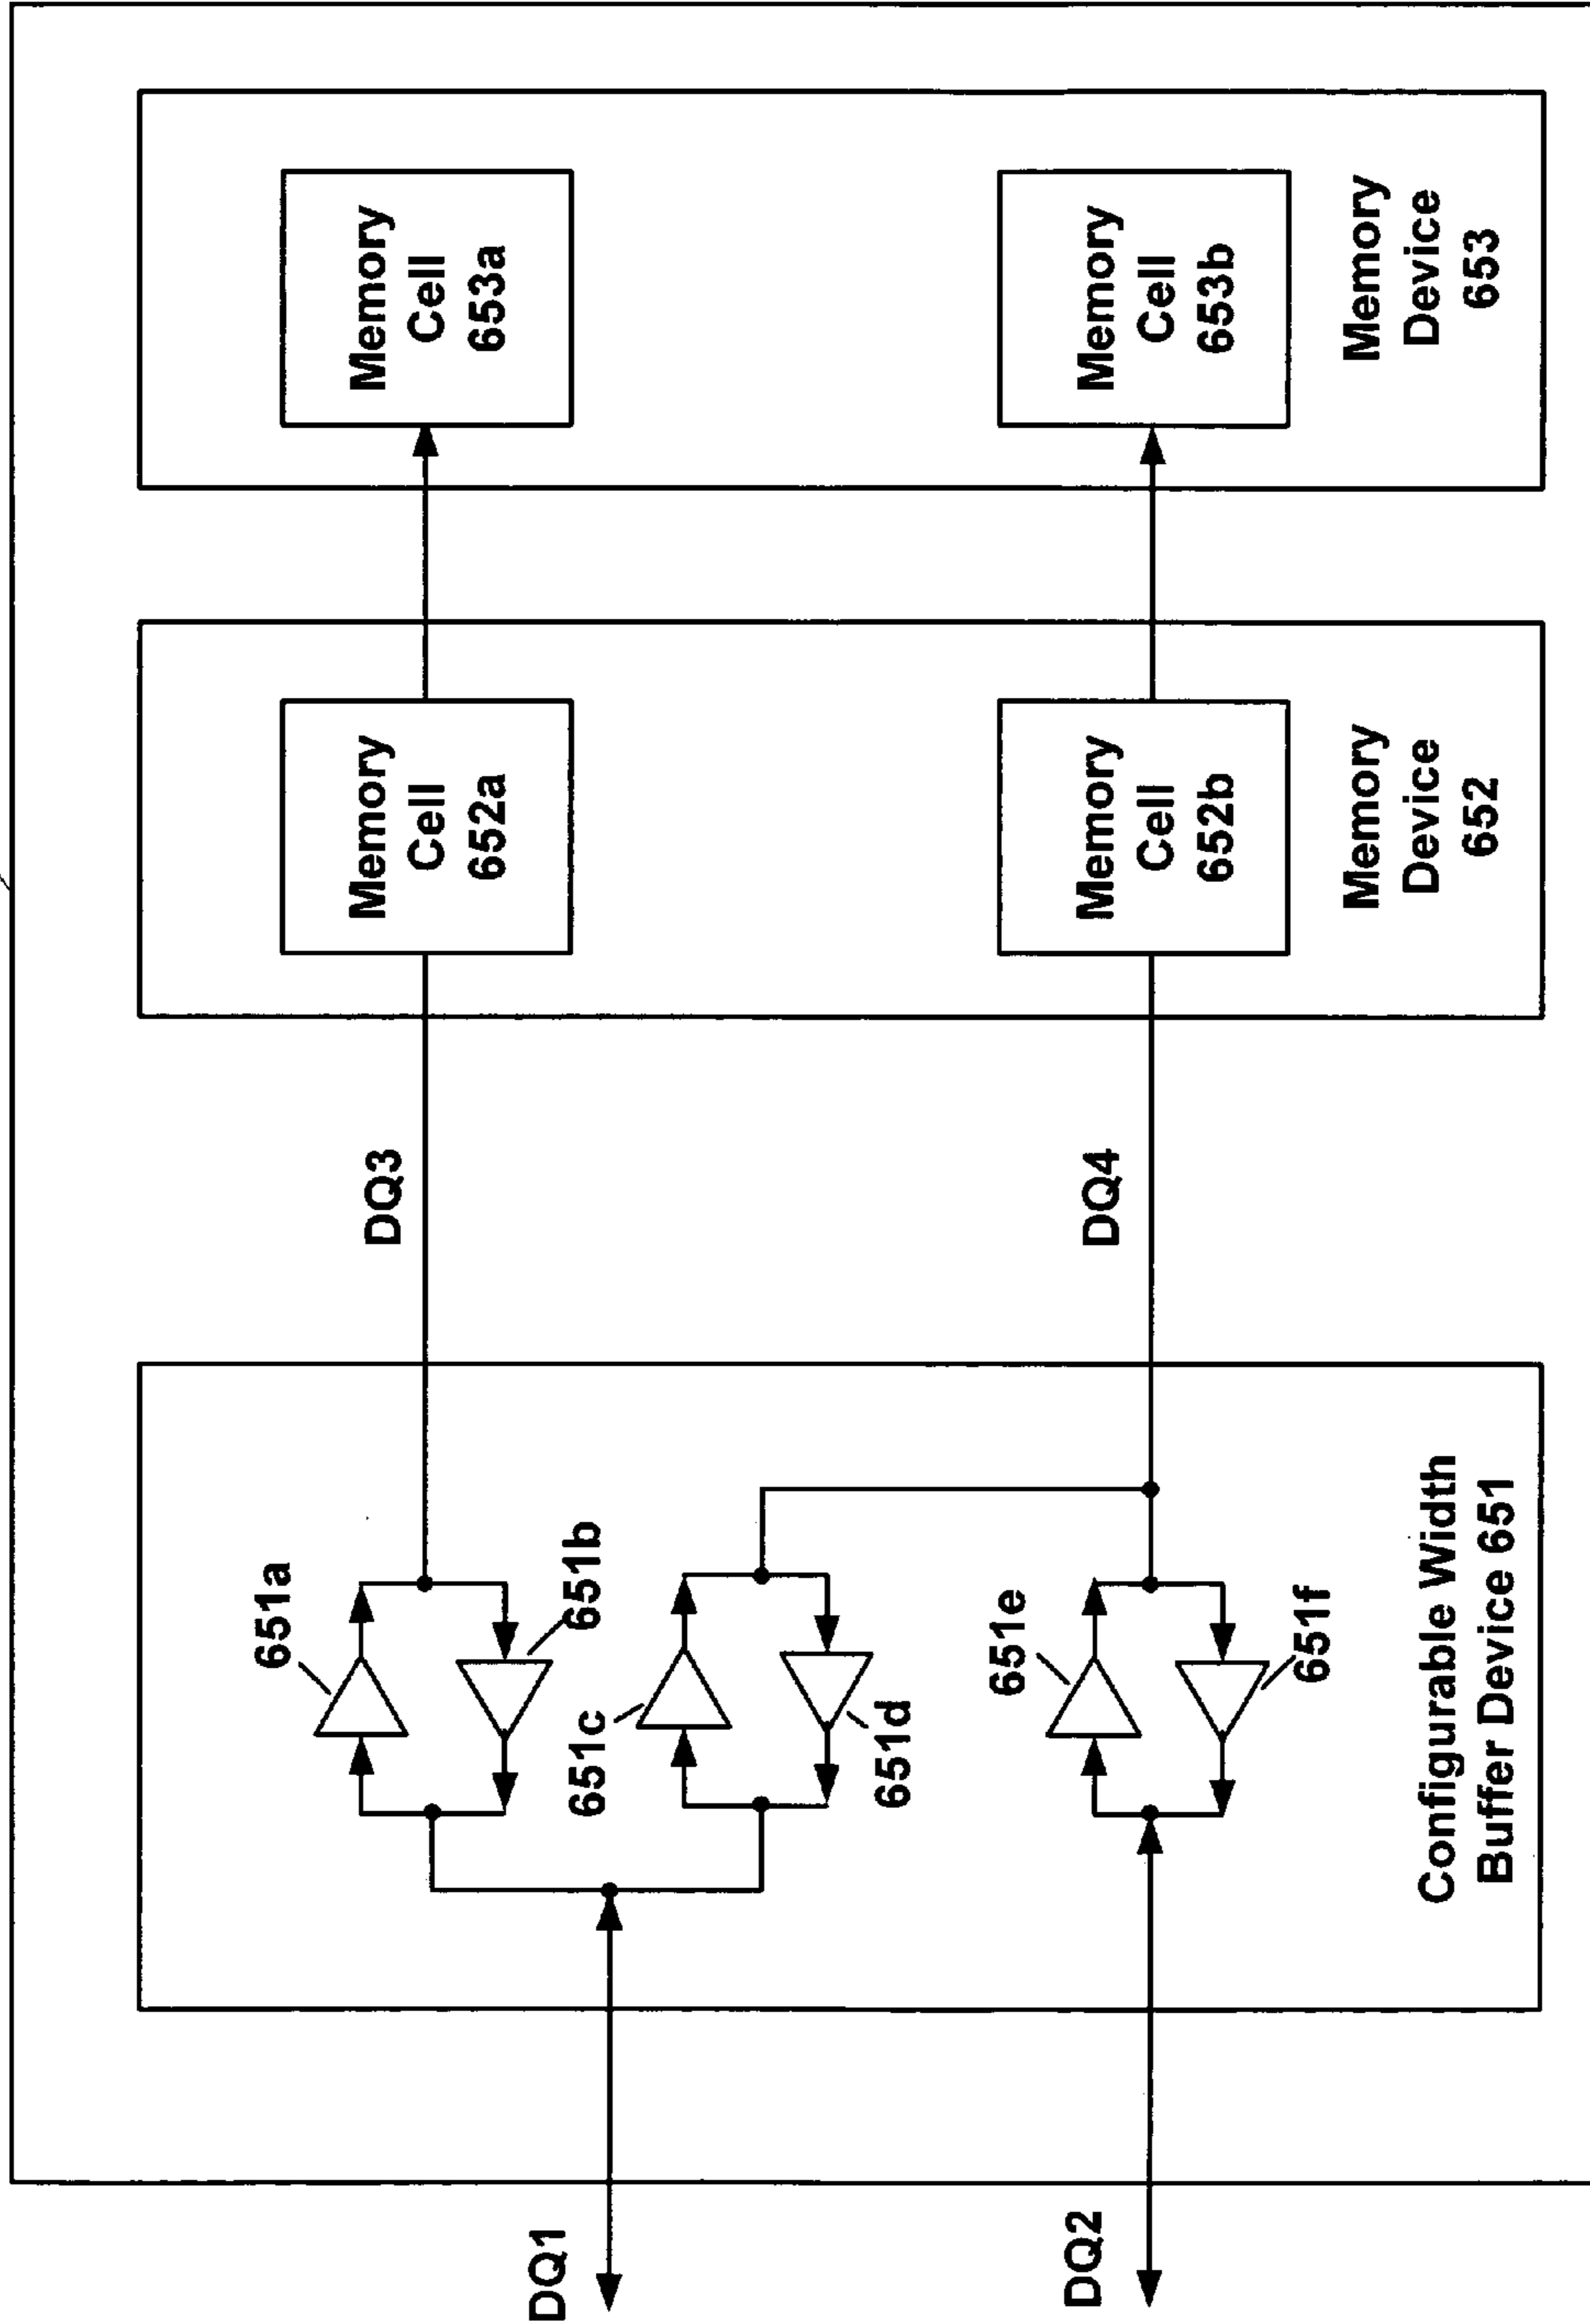 DQ1
DQ2
651a
651b
651c
651d
651e
651f
Configurable Width
Buffer Device 651
DQ3
DQ4
Memory
Cell
652a
Memory
Cell
652b
Memory
Device
652
Memory
Cell
653a
Memory
Cell
653b
Memory
Device
653